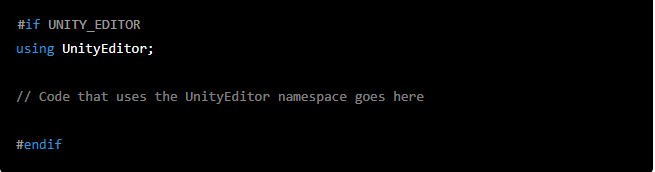 #if UNITY_EDITOR
using UnityEditor;
// Code that uses the UnityEditor namespace goes here
#endif